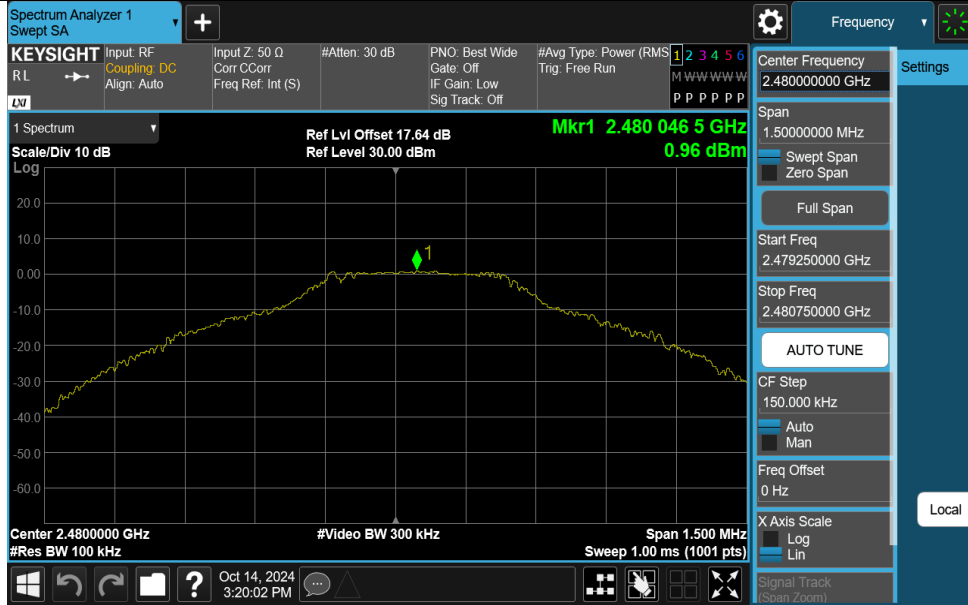 Spectrum Analyzer 1
Swept SA
+
Frequency
KEYSIGHT
RL
LXI
Input: RF
Coupling: DC
Align: Auto
Input Z: 50 Ω
Corr CCorr
Freq Ref: Int (S)
#Atten: 30 dB
PNO: Best Wide
Gate: Off
IF Gain: Low
Sig Track: Off
#Avg Type: Power (RMS
Trig: Free Run
1 2 3 4 5 6
M W W W W W
P P P P P P
1 Spectrum
Scale/Div 10 dB
Log
Ref Lvl Offset 17.64 dB
Ref Level 30.00 dBm
Mkr1 2.480 046 5 GHz
0.96 dBm
20.0
10.0
0.00
-10.0
-20.0
-30.0
-40.0
-50.0
-60.0
1
Center 2.4800000 GHz
#Res BW 100 kHz
#Video BW 300 kHz
Span 1.500 MHz
Sweep 1.00 ms (1001 pts)
Oct 14, 2024
3:20:02 PM
?
Center Frequency
2.480000000 GHz
Span
1.50000000 MHz
Swept Span
Zero Span
Full Span
Start Freq
2.479250000 GHz
Stop Freq
2.480750000 GHz
AUTO TUNE
CF Step
150.000 kHz
Auto
Man
Freq Offset
0 Hz
X Axis Scale
Log
Lin
Signal Track
(Span Zoom)
Settings
Local